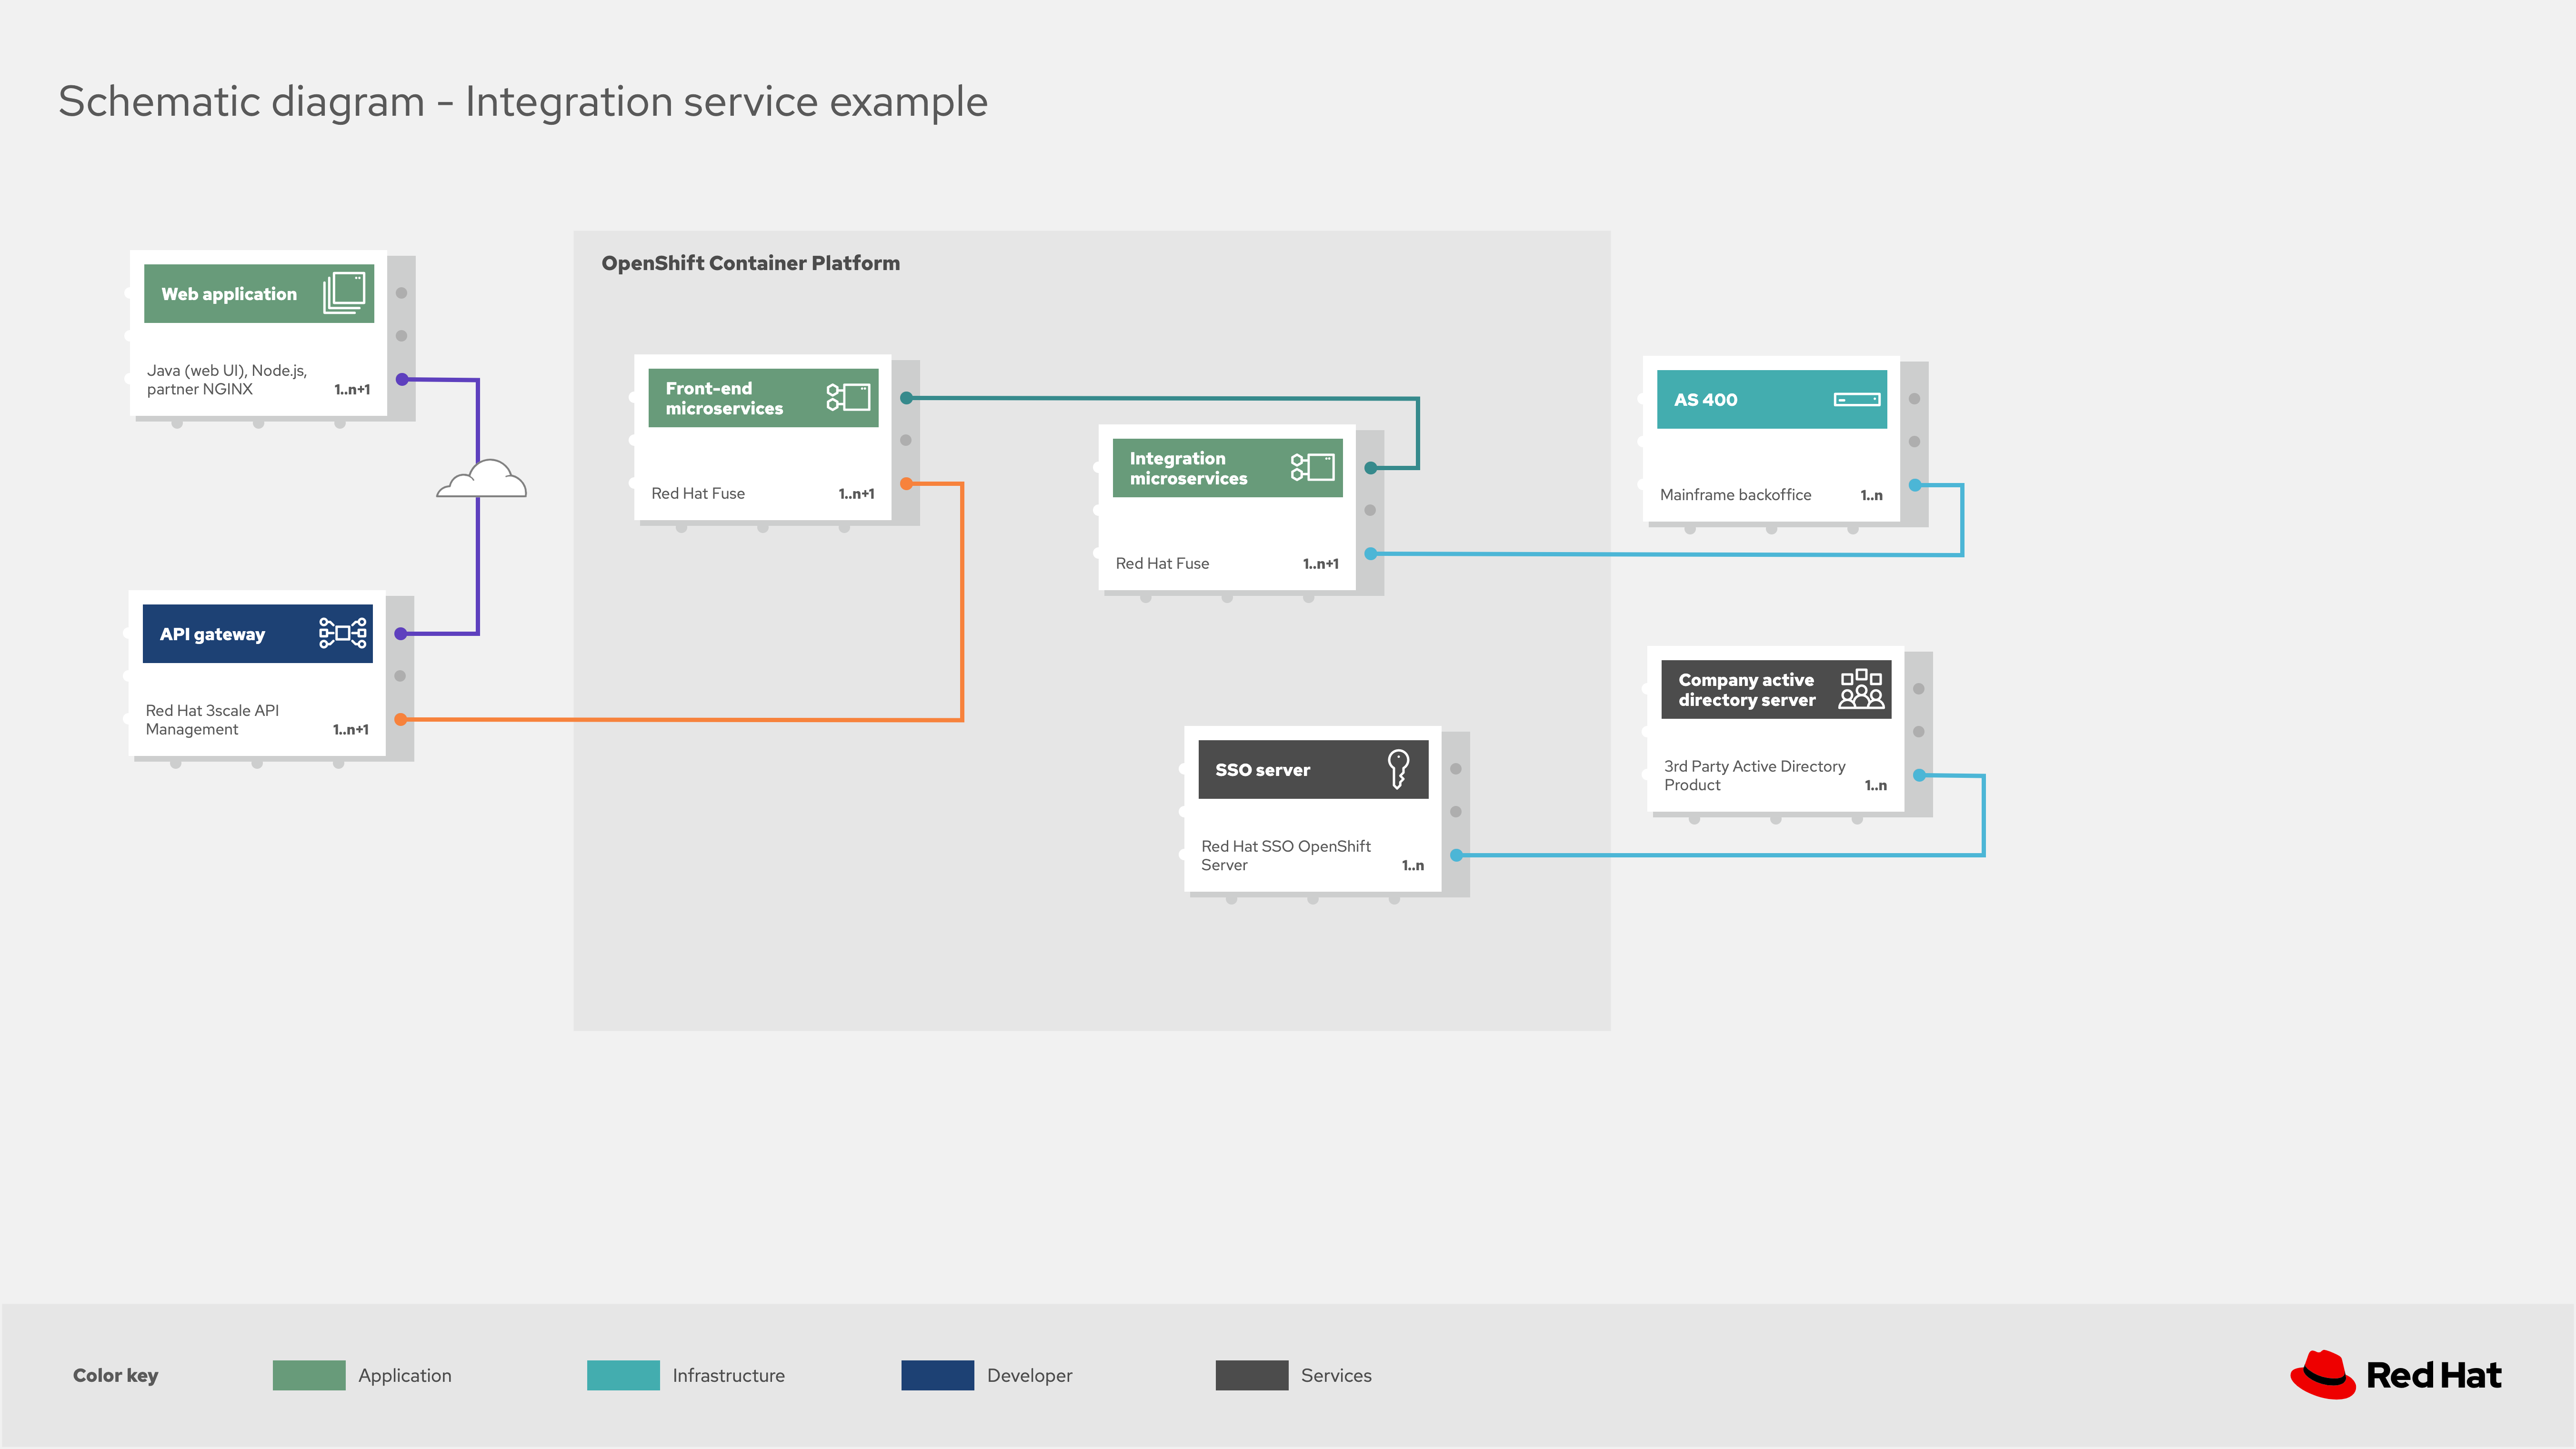 Schematic diagram - Integration service example
Web application
Java (web UI), Node.js,
partner NGINX
1..n+1
API gateway
Red Hat 3scale API
Management
1..n+1
OpenShift Container Platform
Front-end
microservices
Red Hat Fuse
1..n+1
Integration
microservices
Red Hat Fuse
1..n+1
SSO server
Red Hat SSO OpenShift
Server
1..n
AS 400
Mainframe backoffice
1..n
Company active
directory server
3rd Party Active Directory
Product
1..n
Color key
Application
Infrastructure
Developer
Services
Red Hat